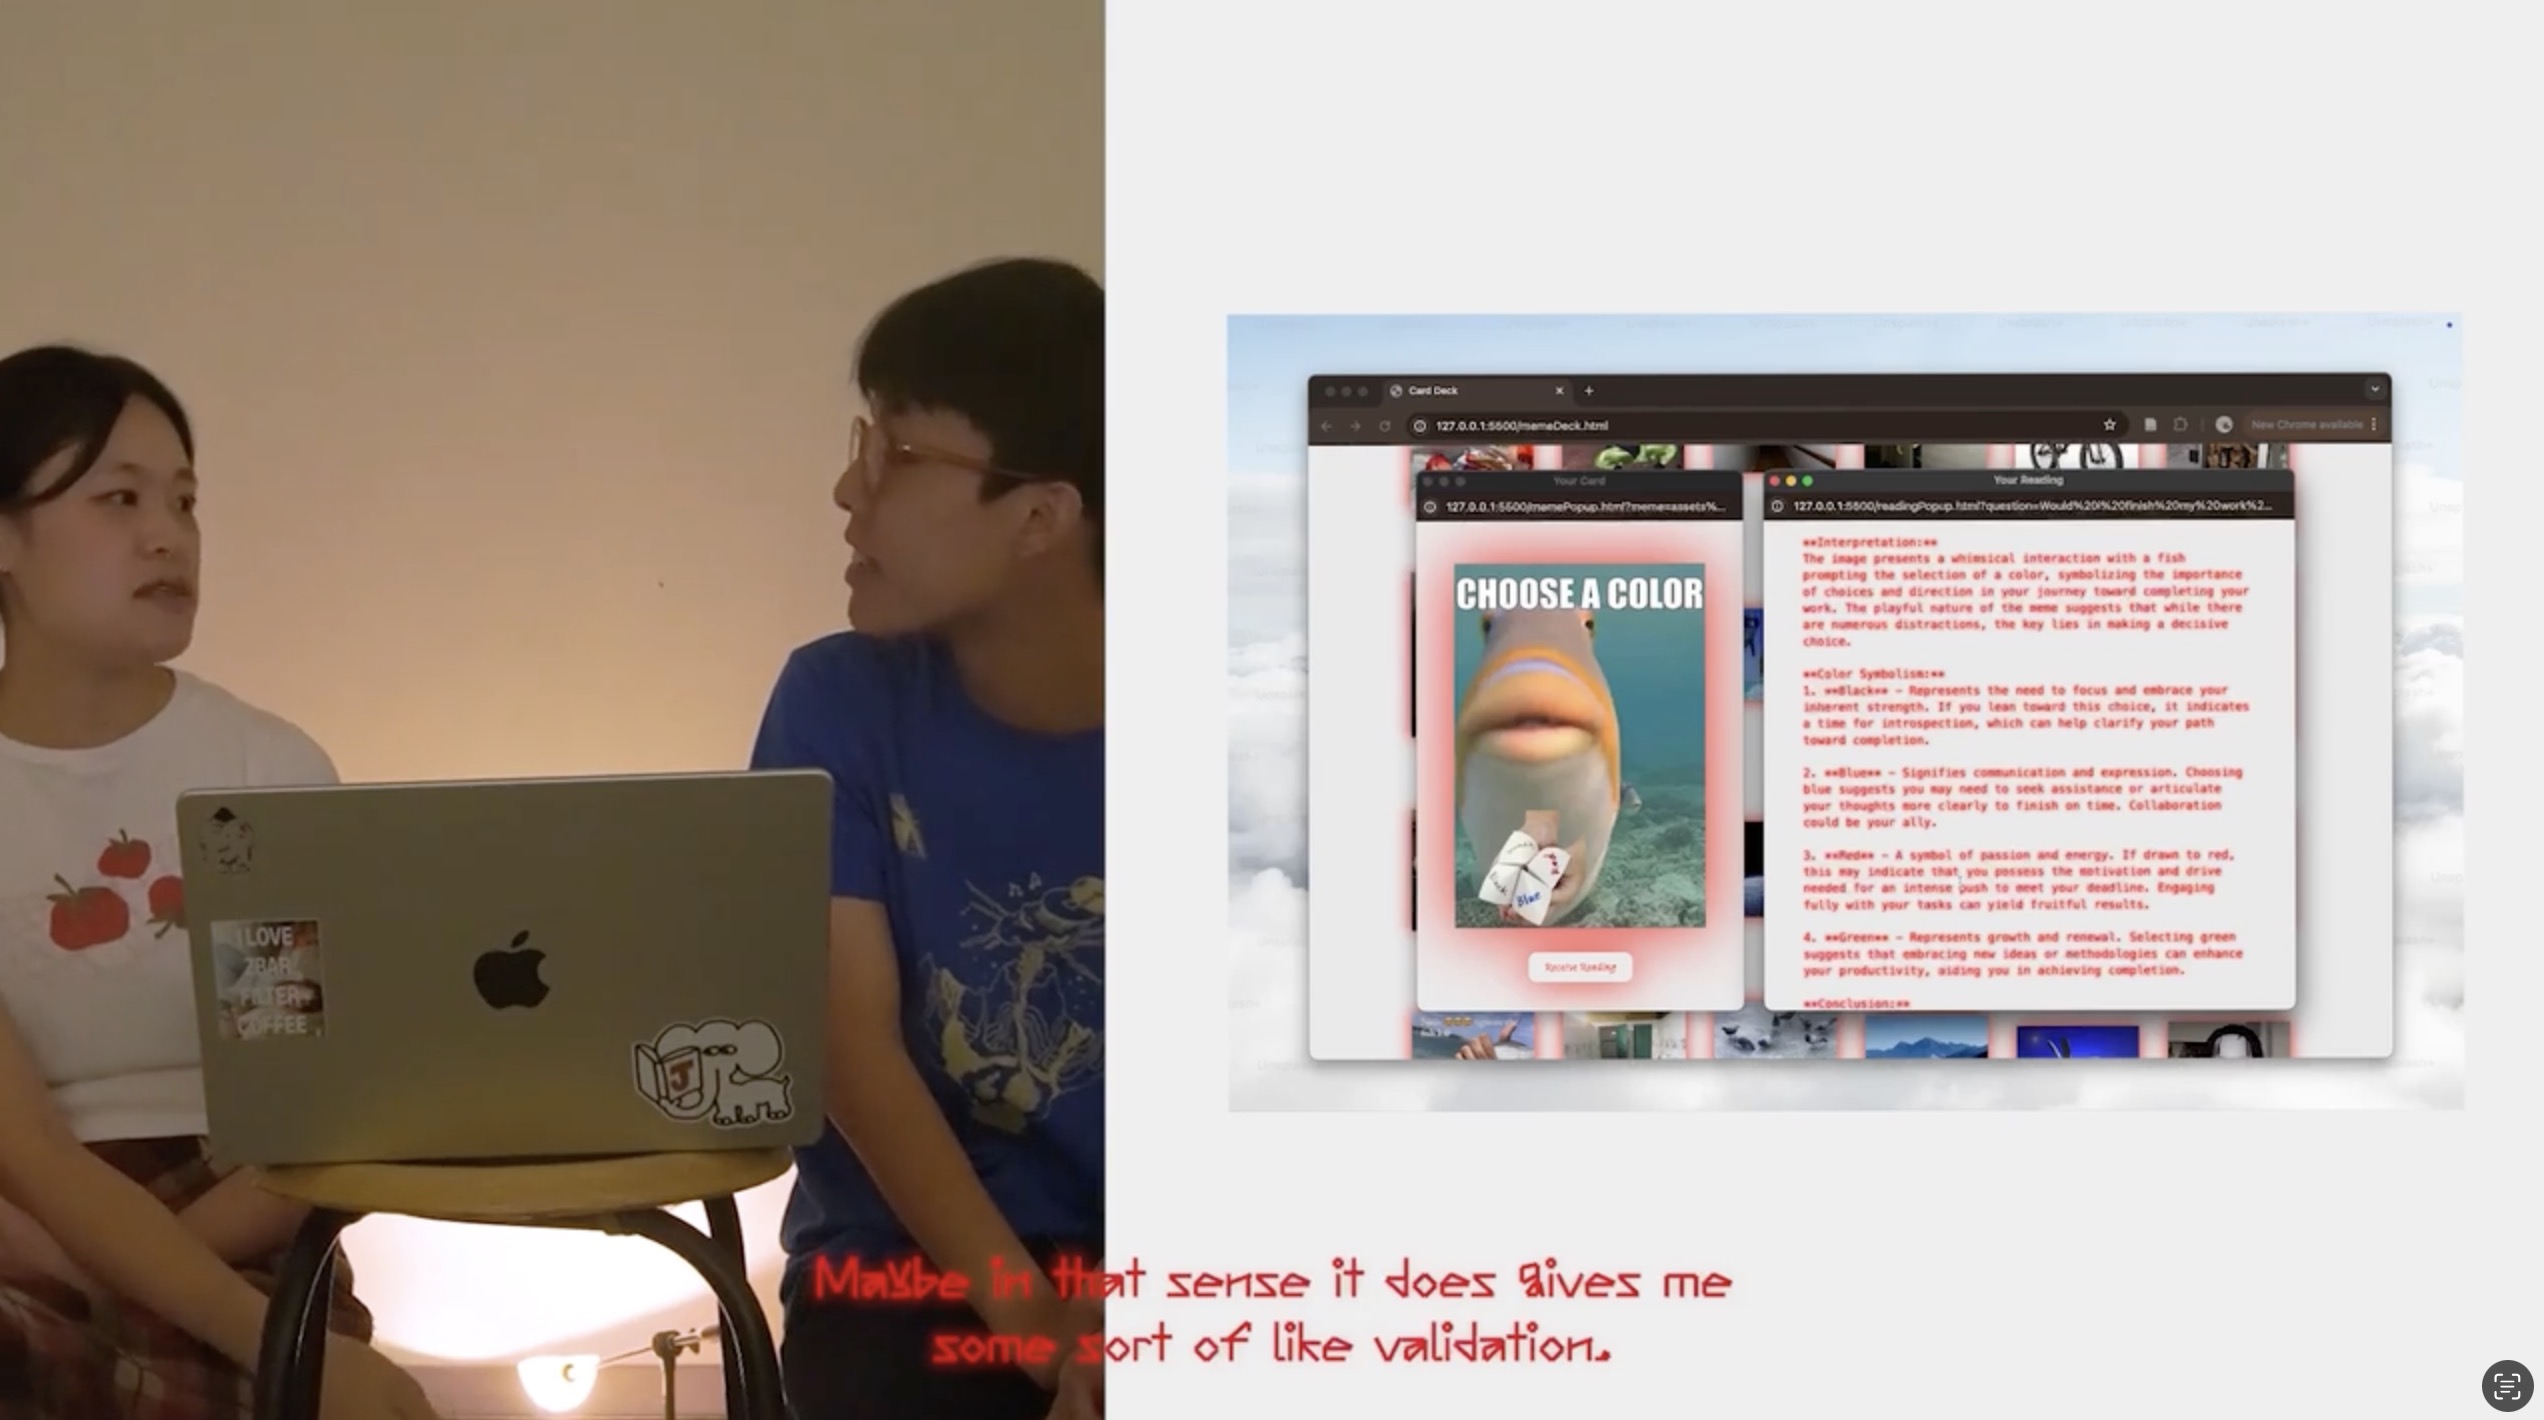 Card Deck
127.0.0.1:5500/memeDeck.html
New Chrome available
Your Card
127.0.0.1:5500/memePopup.html?meme=assets%...
CHOOSE A COLOR
Blue
Receive Reading
Your Reading
127.0.0.1:5500/readingPopup.html?question=Would%20I%20finish%20my%20work%2...
**Interpretation:**
The image presents a whimsical interaction with a fish
prompting the selection of a color, symbolizing the importance
of choices and direction in your journey toward completing your
work. The playful nature of the meme suggests that while there
are numerous distractions, the key lies in making a decisive
choice.
**Color Symbolism:**
1. **Black** - Represents the need to focus and embrace your
inherent strength. If you lean toward this choice, it indicates
a time for introspection, which can help clarify your path
toward completion.
2. **Blue** - Signifies communication and expression. Choosing
blue suggests you may need to seek assistance or articulate
your thoughts more clearly to finish on time. Collaboration
could be your ally.
3. **Red** - A symbol of passion and energy. If drawn to red,
this may indicate that you possess the motivation and drive
needed for an intense push to meet your deadline. Engaging
fully with your tasks can yield fruitful results.
4. **Green** - Represents growth and renewal. Selecting green
suggests that embracing new ideas or methodologies can enhance
your productivity, aiding you in achieving completion.
**Conclusion:**
I LOVE
2BAR
FILTER
COFFEE
J
Maybe in that sense it does gives me
some sort of like validation.